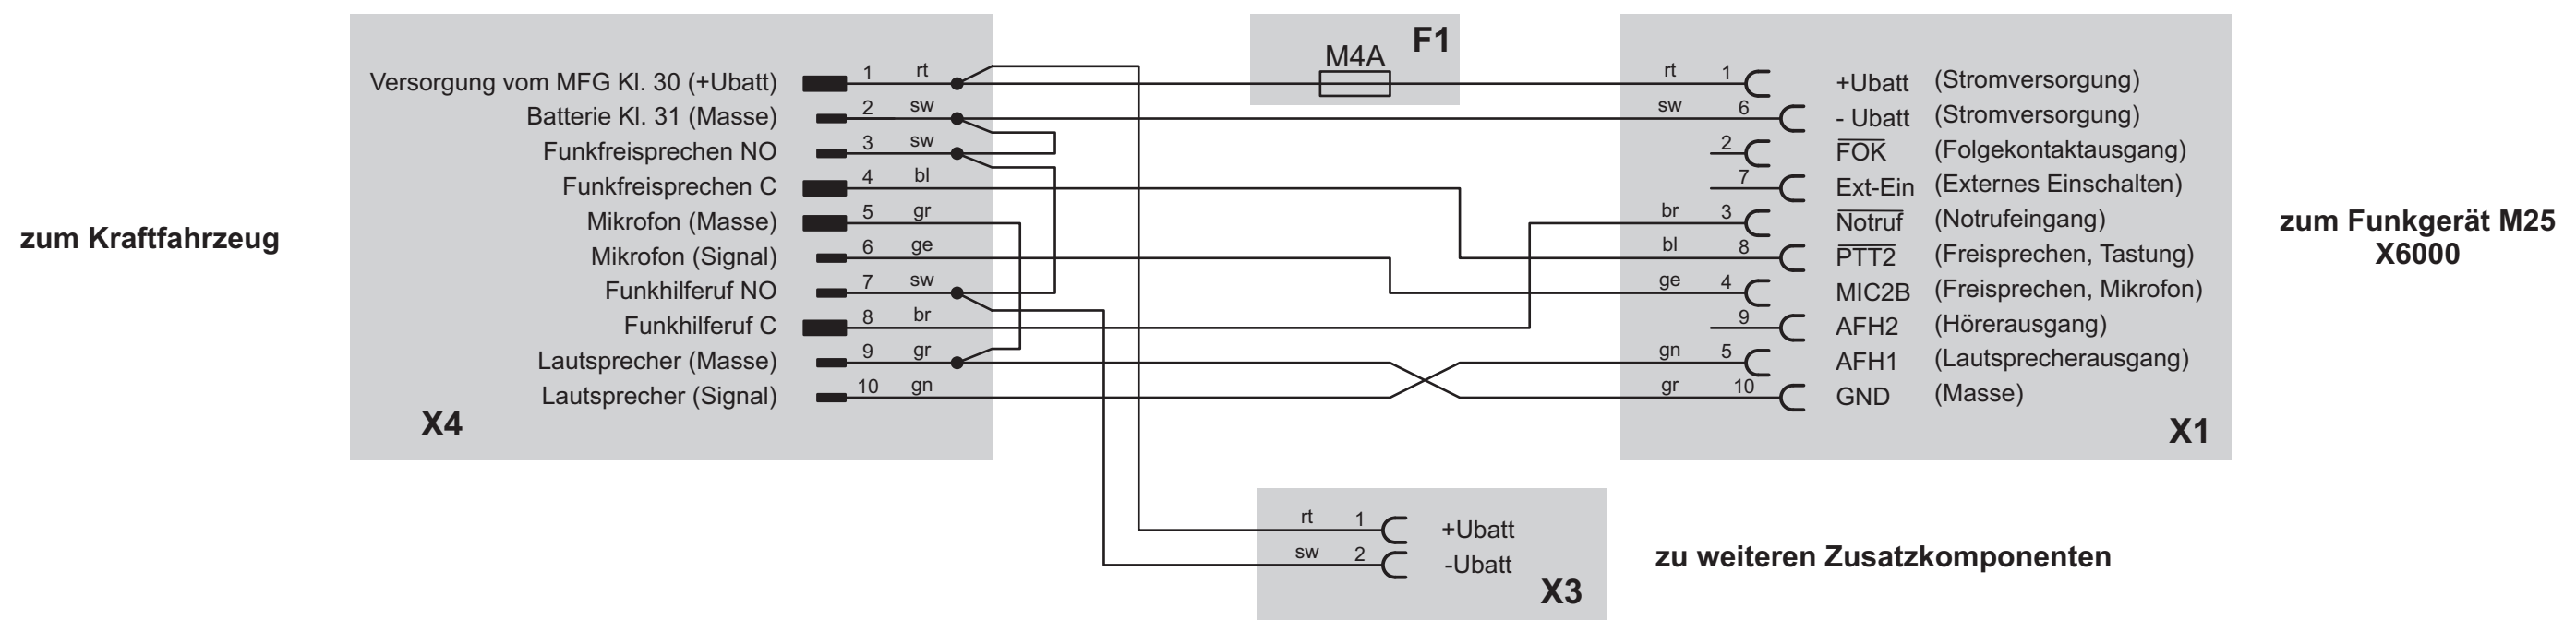 zum Kraftfahrzeug
Versorgung vom MFG Kl. 30 (+Ubatt) 1 rt
Batterie Kl. 31 (Masse) 2 sw
Funkfreisprechen NO 3 sw
Funkfreisprechen C 4 bl
Mikrofon (Masse) 5 gr
Mikrofon (Signal) 6 ge
Funkhilferuf NO 7 sw
Funkhilferuf C 8 br
Lautsprecher (Masse) 9 gr
Lautsprecher (Signal) 10 gn
X4
F1
M4A
rt 1 +Ubatt (Stromversorgung)
sw 6 - Ubatt (Stromversorgung)
2 F̅O̅K̅ (Folgekontaktausgang)
7 Ext-Ein (Externes Einschalten)
br 3 N̅o̅t̅r̅u̅f̅ (Notrufeingang)
bl 8 P̅T̅T̅2̅ (Freisprechen, Tastung)
ge 4 MIC2B (Freisprechen, Mikrofon)
9 AFH2 (Hörerausgang)
gn 5 AFH1 (Lautsprecherausgang)
gr 10 GND (Masse)
X1
zum Funkgerät M25
X6000
rt 1 +Ubatt
sw 2 -Ubatt
X3
zu weiteren Zusatzkomponenten